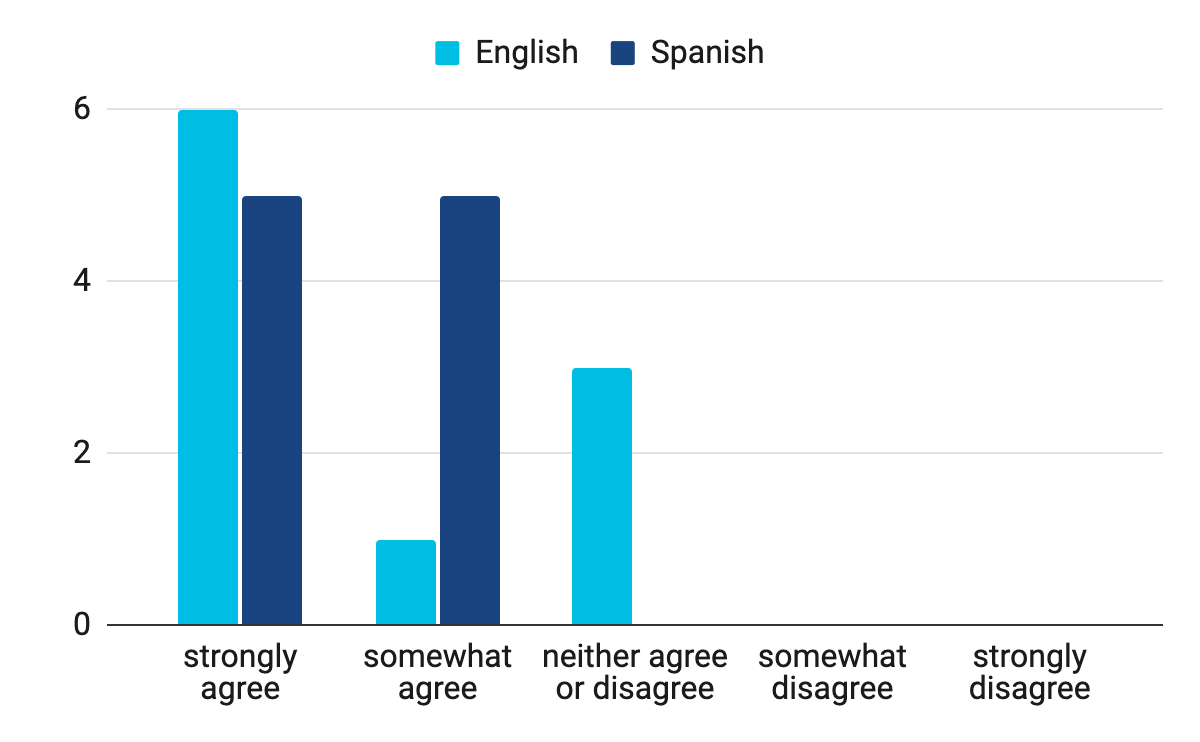 English Spanish
6
4
2
0
strongly agree
somewhat agree
neither agree or disagree
somewhat disagree
strongly disagree